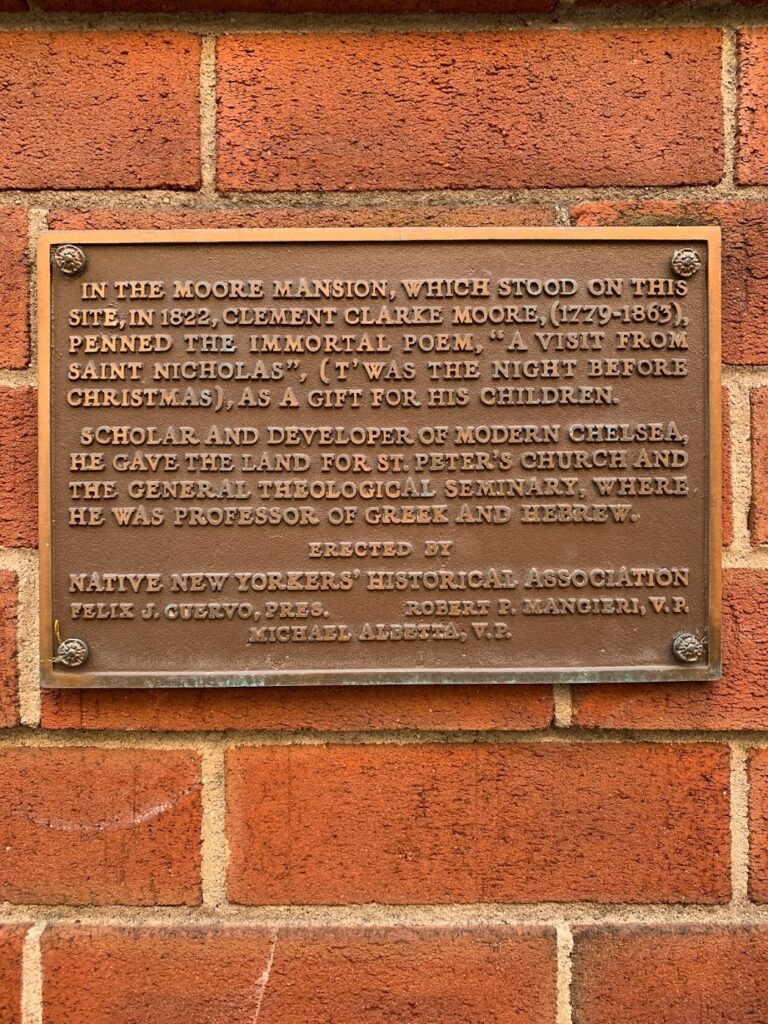 IN THE MOORE MANSION, WHICH STOOD ON THIS
SITE, IN 1822, CLEMENT CLARKE MOORE, (1779-1863),
PENNED THE IMMORTAL POEM, "A VISIT FROM
SAINT NICHOLAS", (T'WAS THE NIGHT BEFORE
CHRISTMAS), AS A GIFT FOR HIS CHILDREN.
SCHOLAR AND DEVELOPER OF MODERN CHELSEA,
HE GAVE THE LAND FOR ST. PETER'S CHURCH AND
THE GENERAL THEOLOGICAL SEMINARY, WHERE
HE WAS PROFESSOR OF GREEK AND HEBREW.
ERECTED BY
NATIVE NEW YORKERS' HISTORICAL ASSOCIATION
FELIX J. CUERVO, PRES. ROBERT P. MANGIERI, V.P.
MICHAEL ALBETTA, V.P.